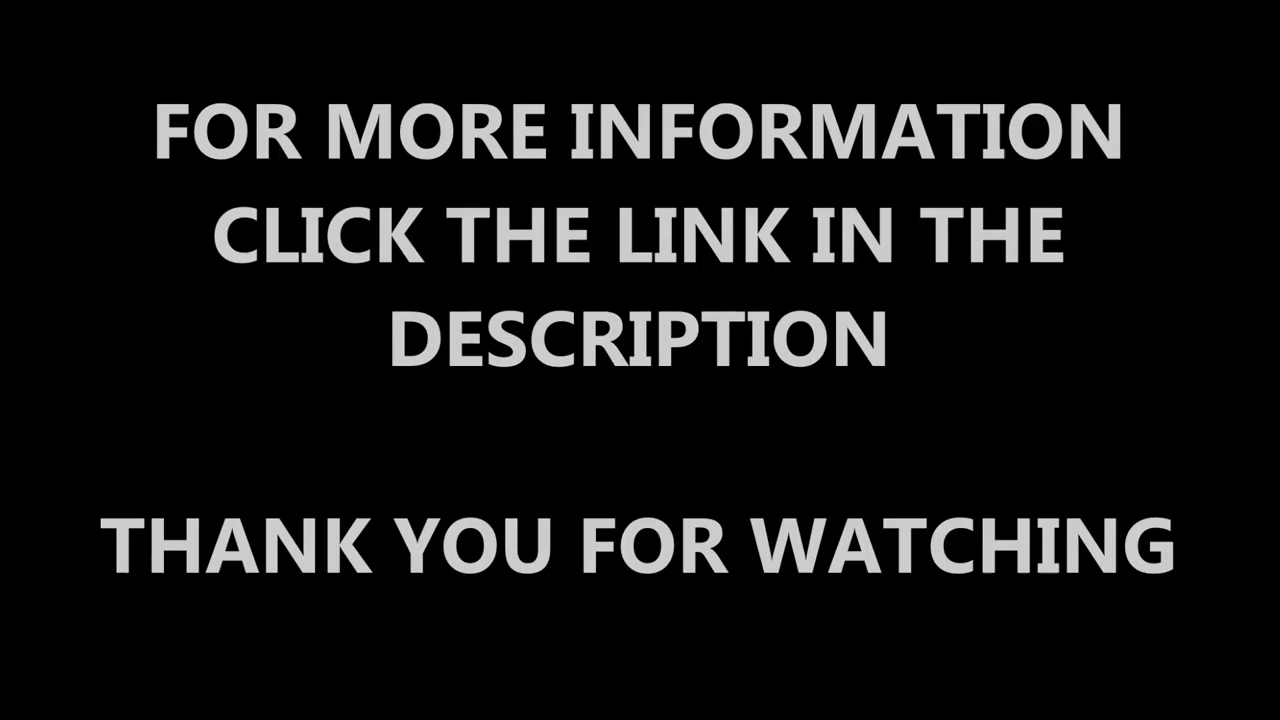 FOR MORE INFORMATION
CLICK THE LINK IN THE
DESCRIPTION
THANK YOU FOR WATCHING